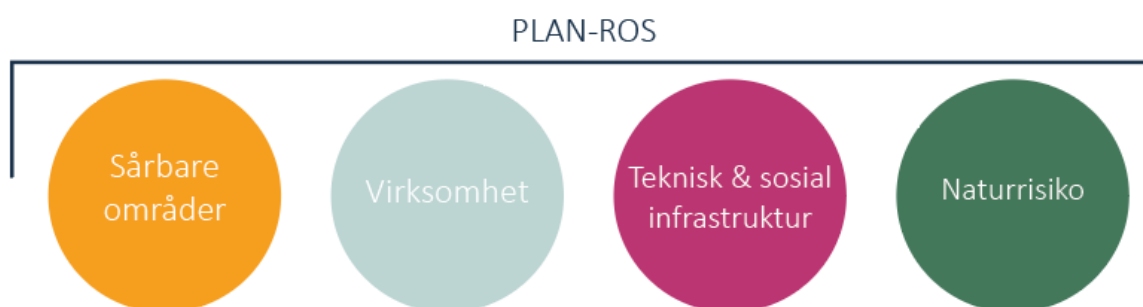 PLAN-ROS
Sårbare
områder
Virksomhet
Teknisk & sosial
infrastruktur
Naturrisiko